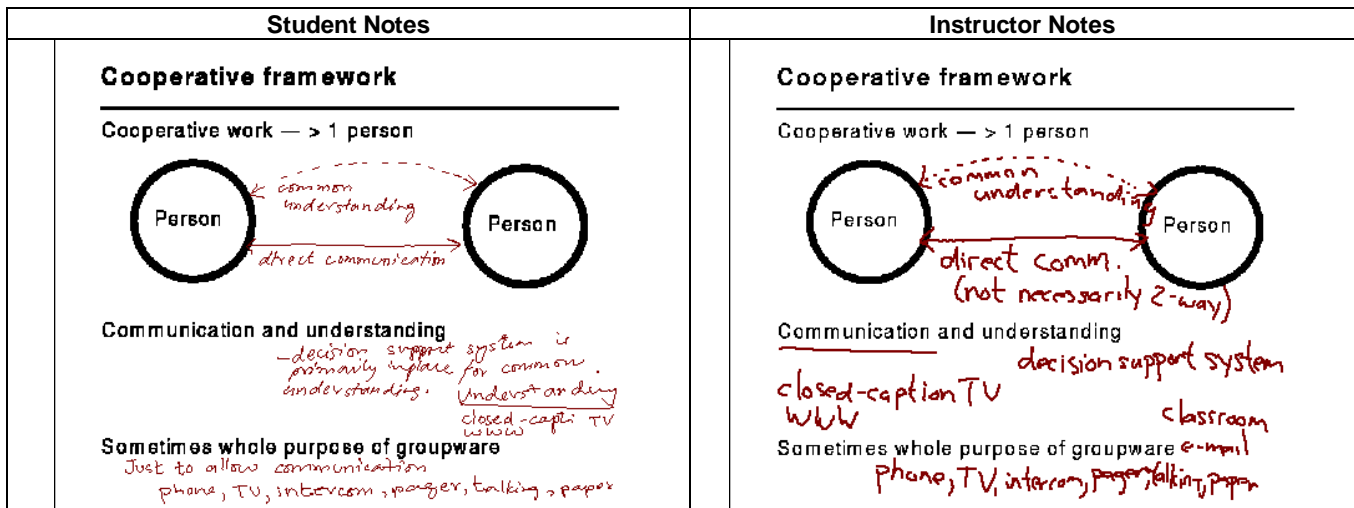 Student Notes
Cooperative framework
Cooperative work — > 1 person
common
understanding
Person
Person
direct communication
Communication and understanding
-decision support system is
primarily inplace for common
understanding.
Understanding
closed-capti TV
WWW
Sometimes whole purpose of groupware
Just to allow communication
phone, TV, intercom, pager, talking, paper
Instructor Notes
Cooperative framework
Cooperative work — > 1 person
common
understanding
Person
Person
direct comm.
(not necessarily 2-way)
Communication and understanding
decision support system
closed-caption TV
WWW
classroom
Sometimes whole purpose of groupware e-mail
phone, TV, intercom, pager, talking, paper